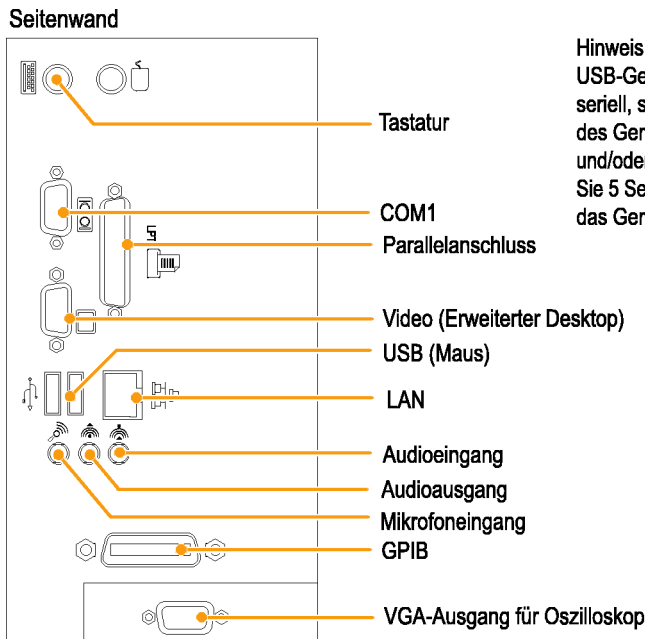 Seitenwand
Hinweis
USB-Ge
seriell, s
des Ger
und/oder
Sie 5 Se
das Ger
Tastatur
COM1
Parallelanschluss
Video (Erweiterter Desktop)
USB (Maus)
LAN
Audioeingang
Audioausgang
Mikrofoneingang
GPIB
VGA-Ausgang für Oszilloskop